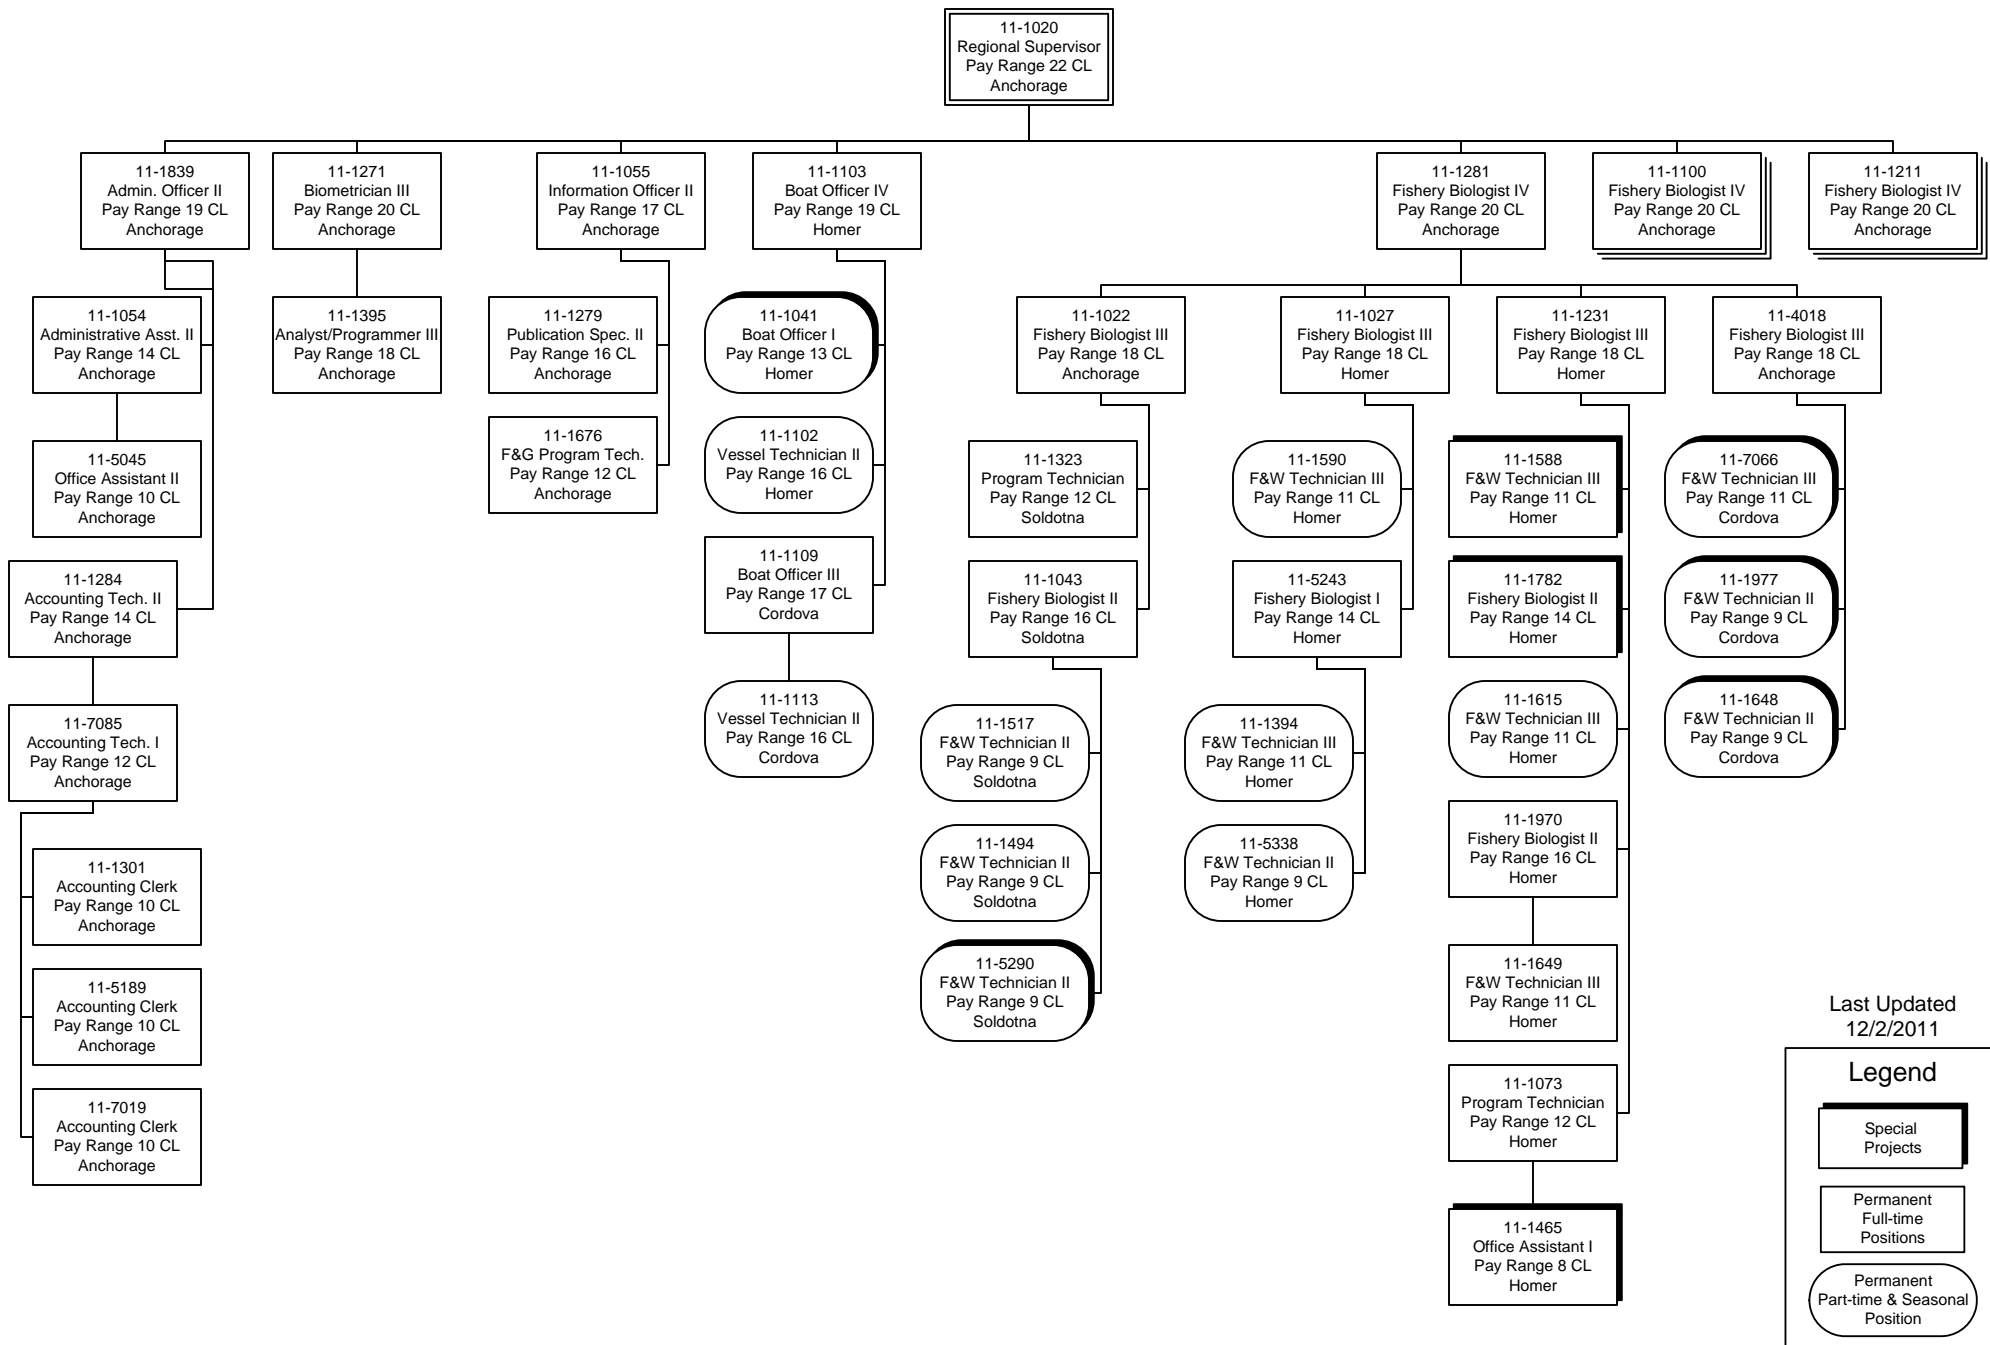 11-1020
Regional Supervisor
Pay Range 22 CL
Anchorage
11-1839
Admin. Officer II
Pay Range 19 CL
Anchorage
11-1271
Biometrician III
Pay Range 20 CL
Anchorage
11-1055
Information Officer II
Pay Range 17 CL
Anchorage
11-1103
Boat Officer IV
Pay Range 19 CL
Homer
11-1281
Fishery Biologist IV
Pay Range 20 CL
Anchorage
11-1100
Fishery Biologist IV
Pay Range 20 CL
Anchorage
11-1211
Fishery Biologist IV
Pay Range 20 CL
Anchorage
11-1054
Administrative Asst. II
Pay Range 14 CL
Anchorage
11-5045
Office Assistant II
Pay Range 10 CL
Anchorage
11-1284
Accounting Tech. II
Pay Range 14 CL
Anchorage
11-7085
Accounting Tech. I
Pay Range 12 CL
Anchorage
11-1301
Accounting Clerk
Pay Range 10 CL
Anchorage
11-5189
Accounting Clerk
Pay Range 10 CL
Anchorage
11-7019
Accounting Clerk
Pay Range 10 CL
Anchorage
11-1395
Analyst/Programmer III
Pay Range 18 CL
Anchorage
11-1279
Publication Spec. II
Pay Range 16 CL
Anchorage
11-1676
F&G Program Tech.
Pay Range 12 CL
Anchorage
11-1041
Boat Officer I
Pay Range 13 CL
Homer
11-1102
Vessel Technician II
Pay Range 16 CL
Homer
11-1109
Boat Officer III
Pay Range 17 CL
Cordova
11-1113
Vessel Technician II
Pay Range 16 CL
Cordova
11-1022
Fishery Biologist III
Pay Range 18 CL
Anchorage
11-1323
Program Technician
Pay Range 12 CL
Soldotna
11-1043
Fishery Biologist II
Pay Range 16 CL
Soldotna
11-1517
F&W Technician II
Pay Range 9 CL
Soldotna
11-1494
F&W Technician II
Pay Range 9 CL
Soldotna
11-5290
F&W Technician II
Pay Range 9 CL
Soldotna
11-1027
Fishery Biologist III
Pay Range 18 CL
Homer
11-1590
F&W Technician III
Pay Range 11 CL
Homer
11-5243
Fishery Biologist I
Pay Range 14 CL
Homer
11-1394
F&W Technician III
Pay Range 11 CL
Homer
11-5338
F&W Technician II
Pay Range 9 CL
Homer
11-1231
Fishery Biologist III
Pay Range 18 CL
Homer
11-1588
F&W Technician III
Pay Range 11 CL
Homer
11-1782
Fishery Biologist II
Pay Range 14 CL
Homer
11-1615
F&W Technician III
Pay Range 11 CL
Homer
11-1970
Fishery Biologist II
Pay Range 16 CL
Homer
11-1649
F&W Technician III
Pay Range 11 CL
Homer
11-1073
Program Technician
Pay Range 12 CL
Homer
11-1465
Office Assistant I
Pay Range 8 CL
Homer
11-4018
Fishery Biologist III
Pay Range 18 CL
Anchorage
11-7066
F&W Technician III
Pay Range 11 CL
Cordova
11-1977
F&W Technician II
Pay Range 9 CL
Cordova
11-1648
F&W Technician II
Pay Range 9 CL
Cordova
Last Updated
12/2/2011
Legend
Special
Projects
Permanent
Full-time
Positions
Permanent
Part-time & Seasonal
Position